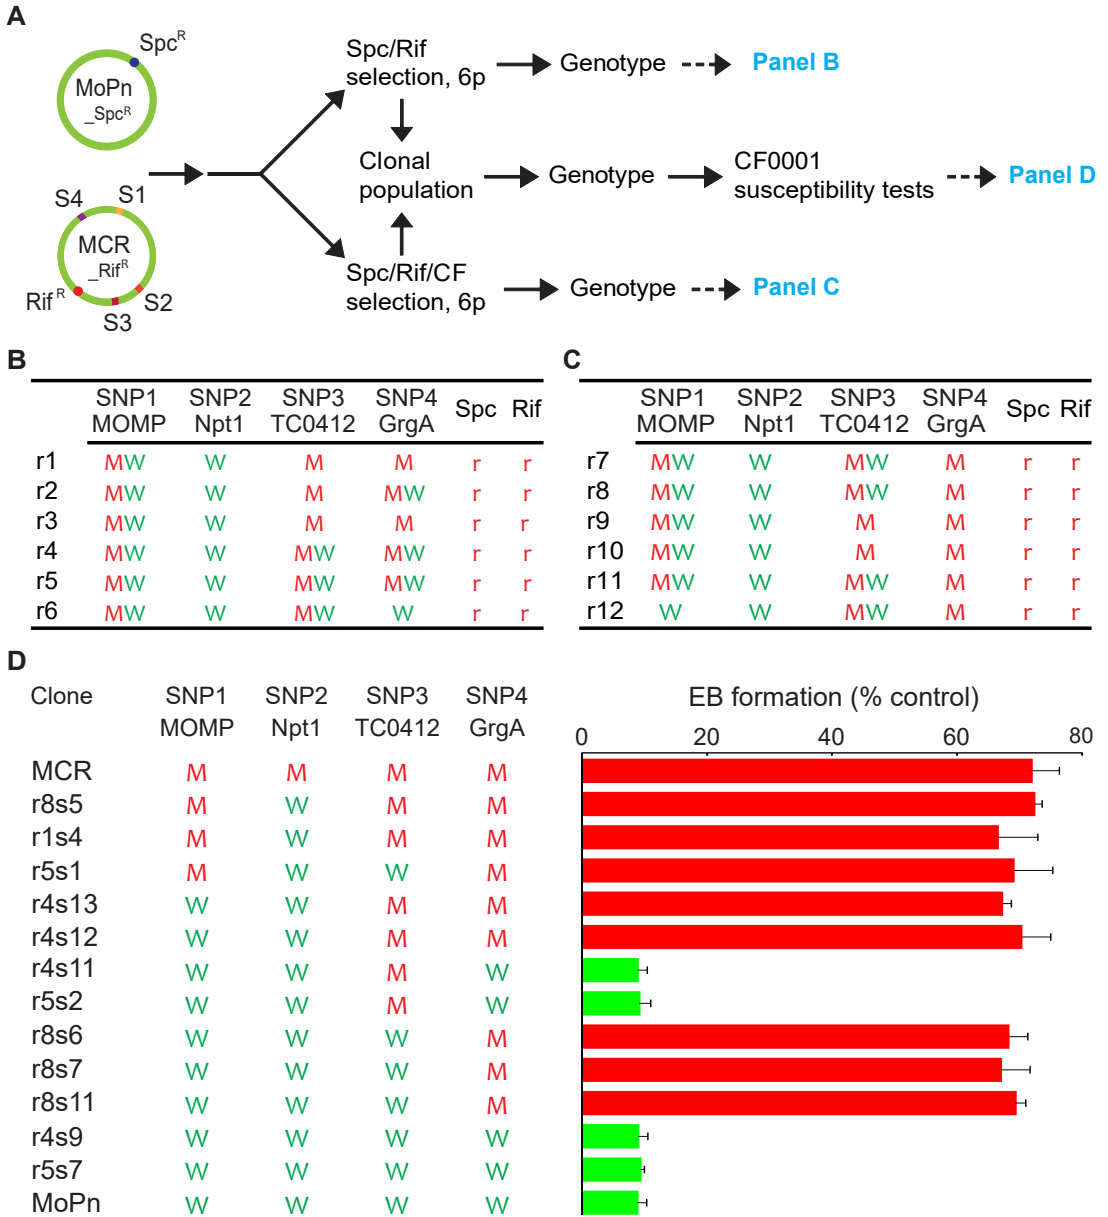 A
Spc^R
MoPn
_Spc^R
S4 S1
MCR
_Rif^R
Rif^R
S2
S3
Spc/Rif
selection, 6p
Genotype
Panel B
Clonal
population
Genotype
CF0001
susceptibility tests
Panel D
Spc/Rif/CF
selection, 6p
Genotype
Panel C
B
SNP1 SNP2 SNP3 SNP4 Spc Rif
MOMP Npt1 TC0412 GrgA
r1 MW W M M r r
r2 MW W M MW r r
r3 MW W M M r r
r4 MW W MW MW r r
r5 MW W MW MW r r
r6 MW W MW W r r
C
SNP1 SNP2 SNP3 SNP4 Spc Rif
MOMP Npt1 TC0412 GrgA
r7 MW W MW M r r
r8 MW W MW M r r
r9 MW W M M r r
r10 MW W M M r r
r11 MW W MW M r r
r12 W W MW M r r
D
Clone SNP1 SNP2 SNP3 SNP4 EB formation (% control)
MOMP Npt1 TC0412 GrgA
0 20 40 60 80
MCR M M M M
r8s5 M W M M
r1s4 M W M M
r5s1 M W W M
r4s13 W W M M
r4s12 W W M M
r4s11 W W M W
r5s2 W W M W
r8s6 W W W M
r8s7 W W W M
r8s11 W W W M
r4s9 W W W W
r5s7 W W W W
MoPn W W W W